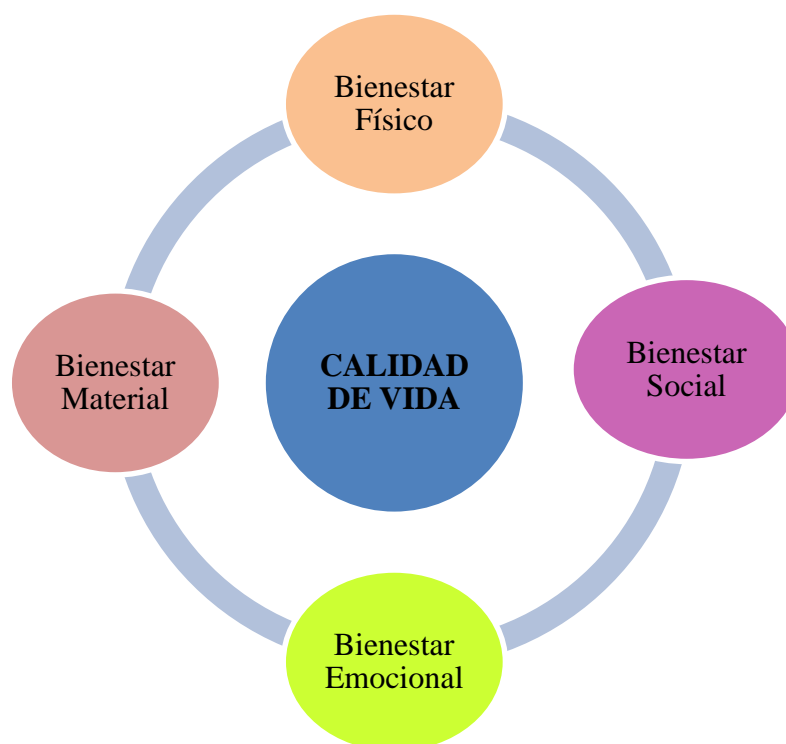 Bienestar
Físico
Bienestar
Material
CALIDAD
DE VIDA
Bienestar
Social
Bienestar
Emocional